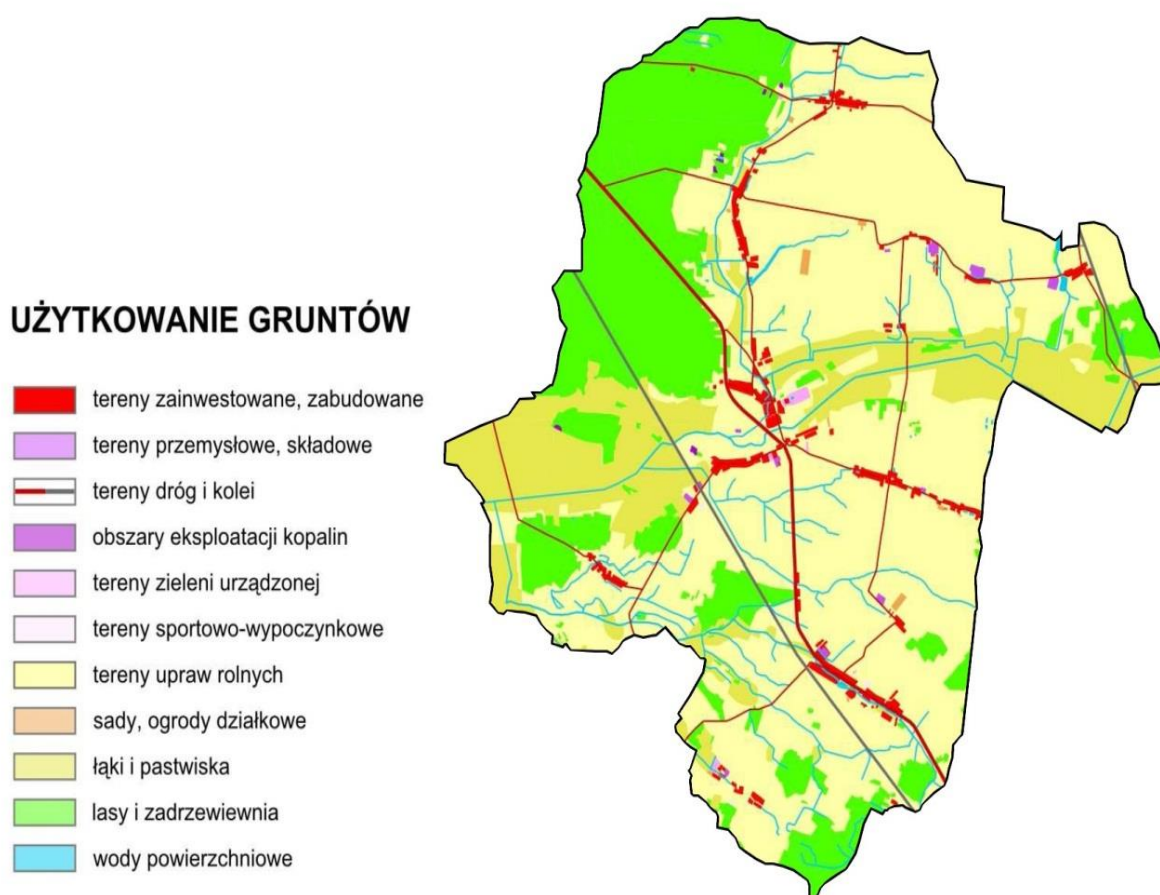 UŻYTKOWANIE GRUNTÓW
tereny zainwestowane, zabudowane
tereny przemysłowe, składowe
tereny dróg i kolei
obszary eksploatacji kopalin
tereny zieleni urządzonej
tereny sportowo-wypoczynkowe
tereny upraw rolnych
sady, ogrody działkowe
łąki i pastwiska
lasy i zadrzewiewnia
wody powierzchniowe